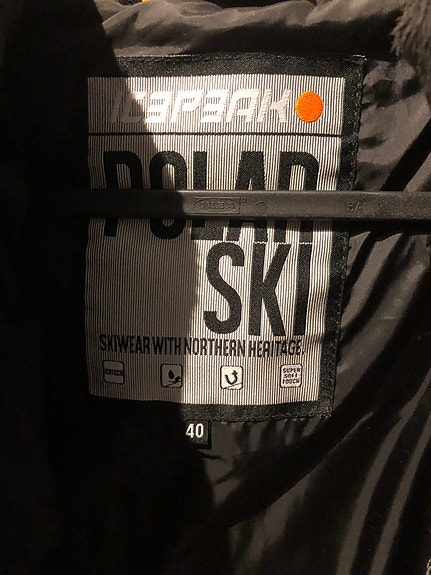 ICEPEAK
POLAR
SKI
SKIWEAR WITH NORTHERN HERITAGE.
SUPER
SOFT
TOUCH
40